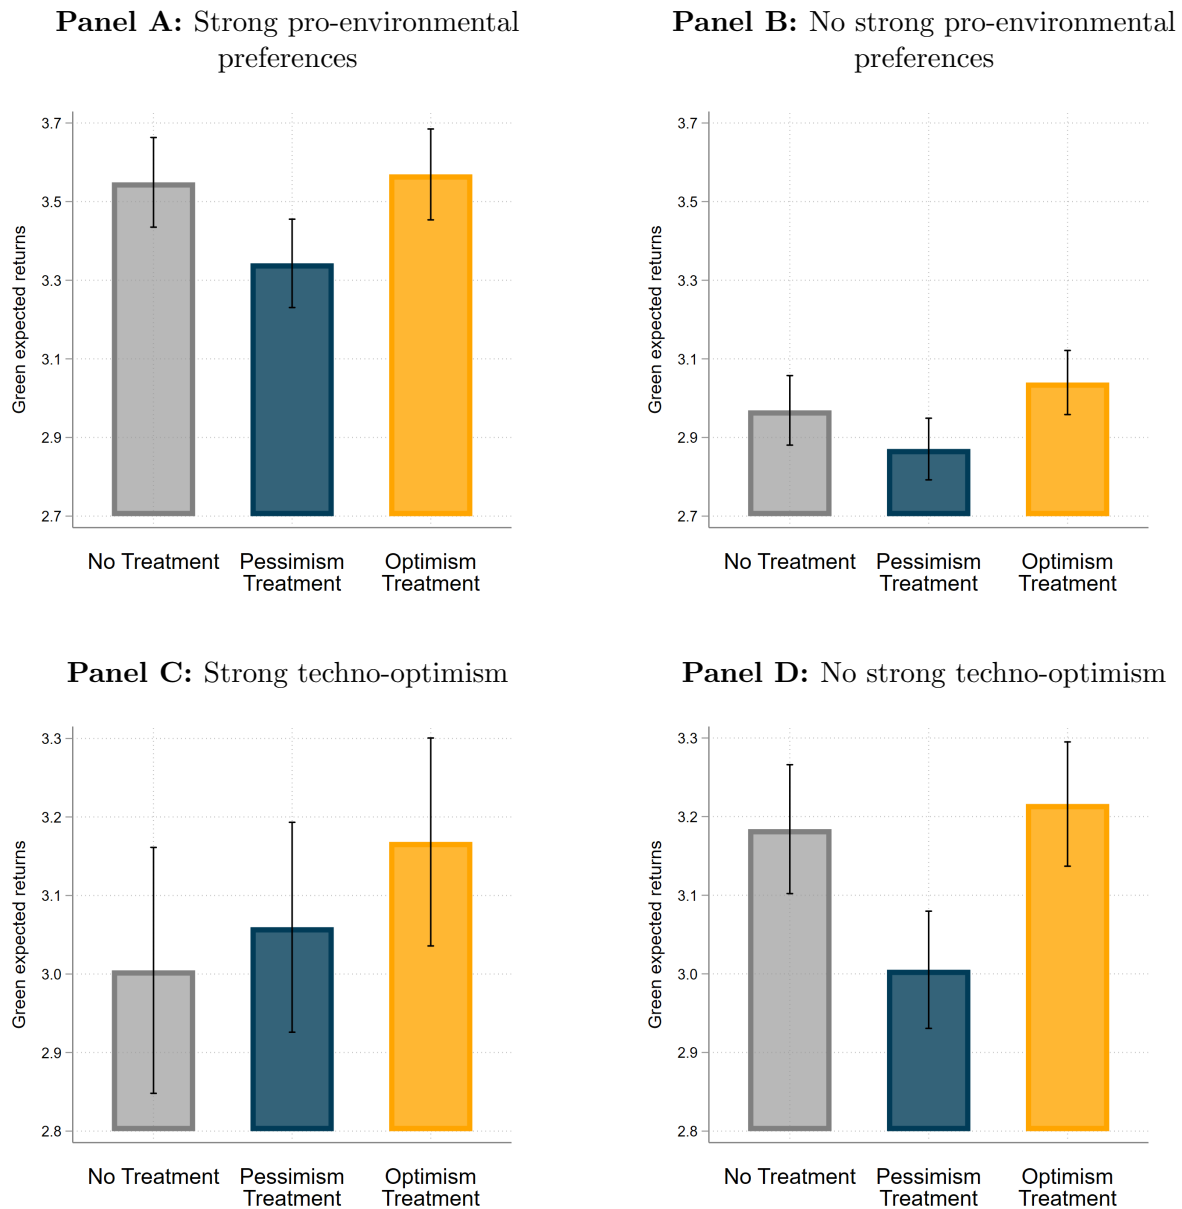 Panel A: Strong pro-environmental
preferences
3.7
3.5
3.3
3.1
2.9
2.7
Green expected returns
No Treatment
Pessimism
Treatment
Optimism
Treatment
Panel B: No strong pro-environmental
preferences
3.7
3.5
3.3
3.1
2.9
2.7
Green expected returns
No Treatment
Pessimism
Treatment
Optimism
Treatment
Panel C: Strong techno-optimism
3.3
3.2
3.1
3.0
2.9
2.8
Green expected returns
No Treatment
Pessimism
Treatment
Optimism
Treatment
Panel D: No strong techno-optimism
3.3
3.2
3.1
3.0
2.9
2.8
Green expected returns
No Treatment
Pessimism
Treatment
Optimism
Treatment